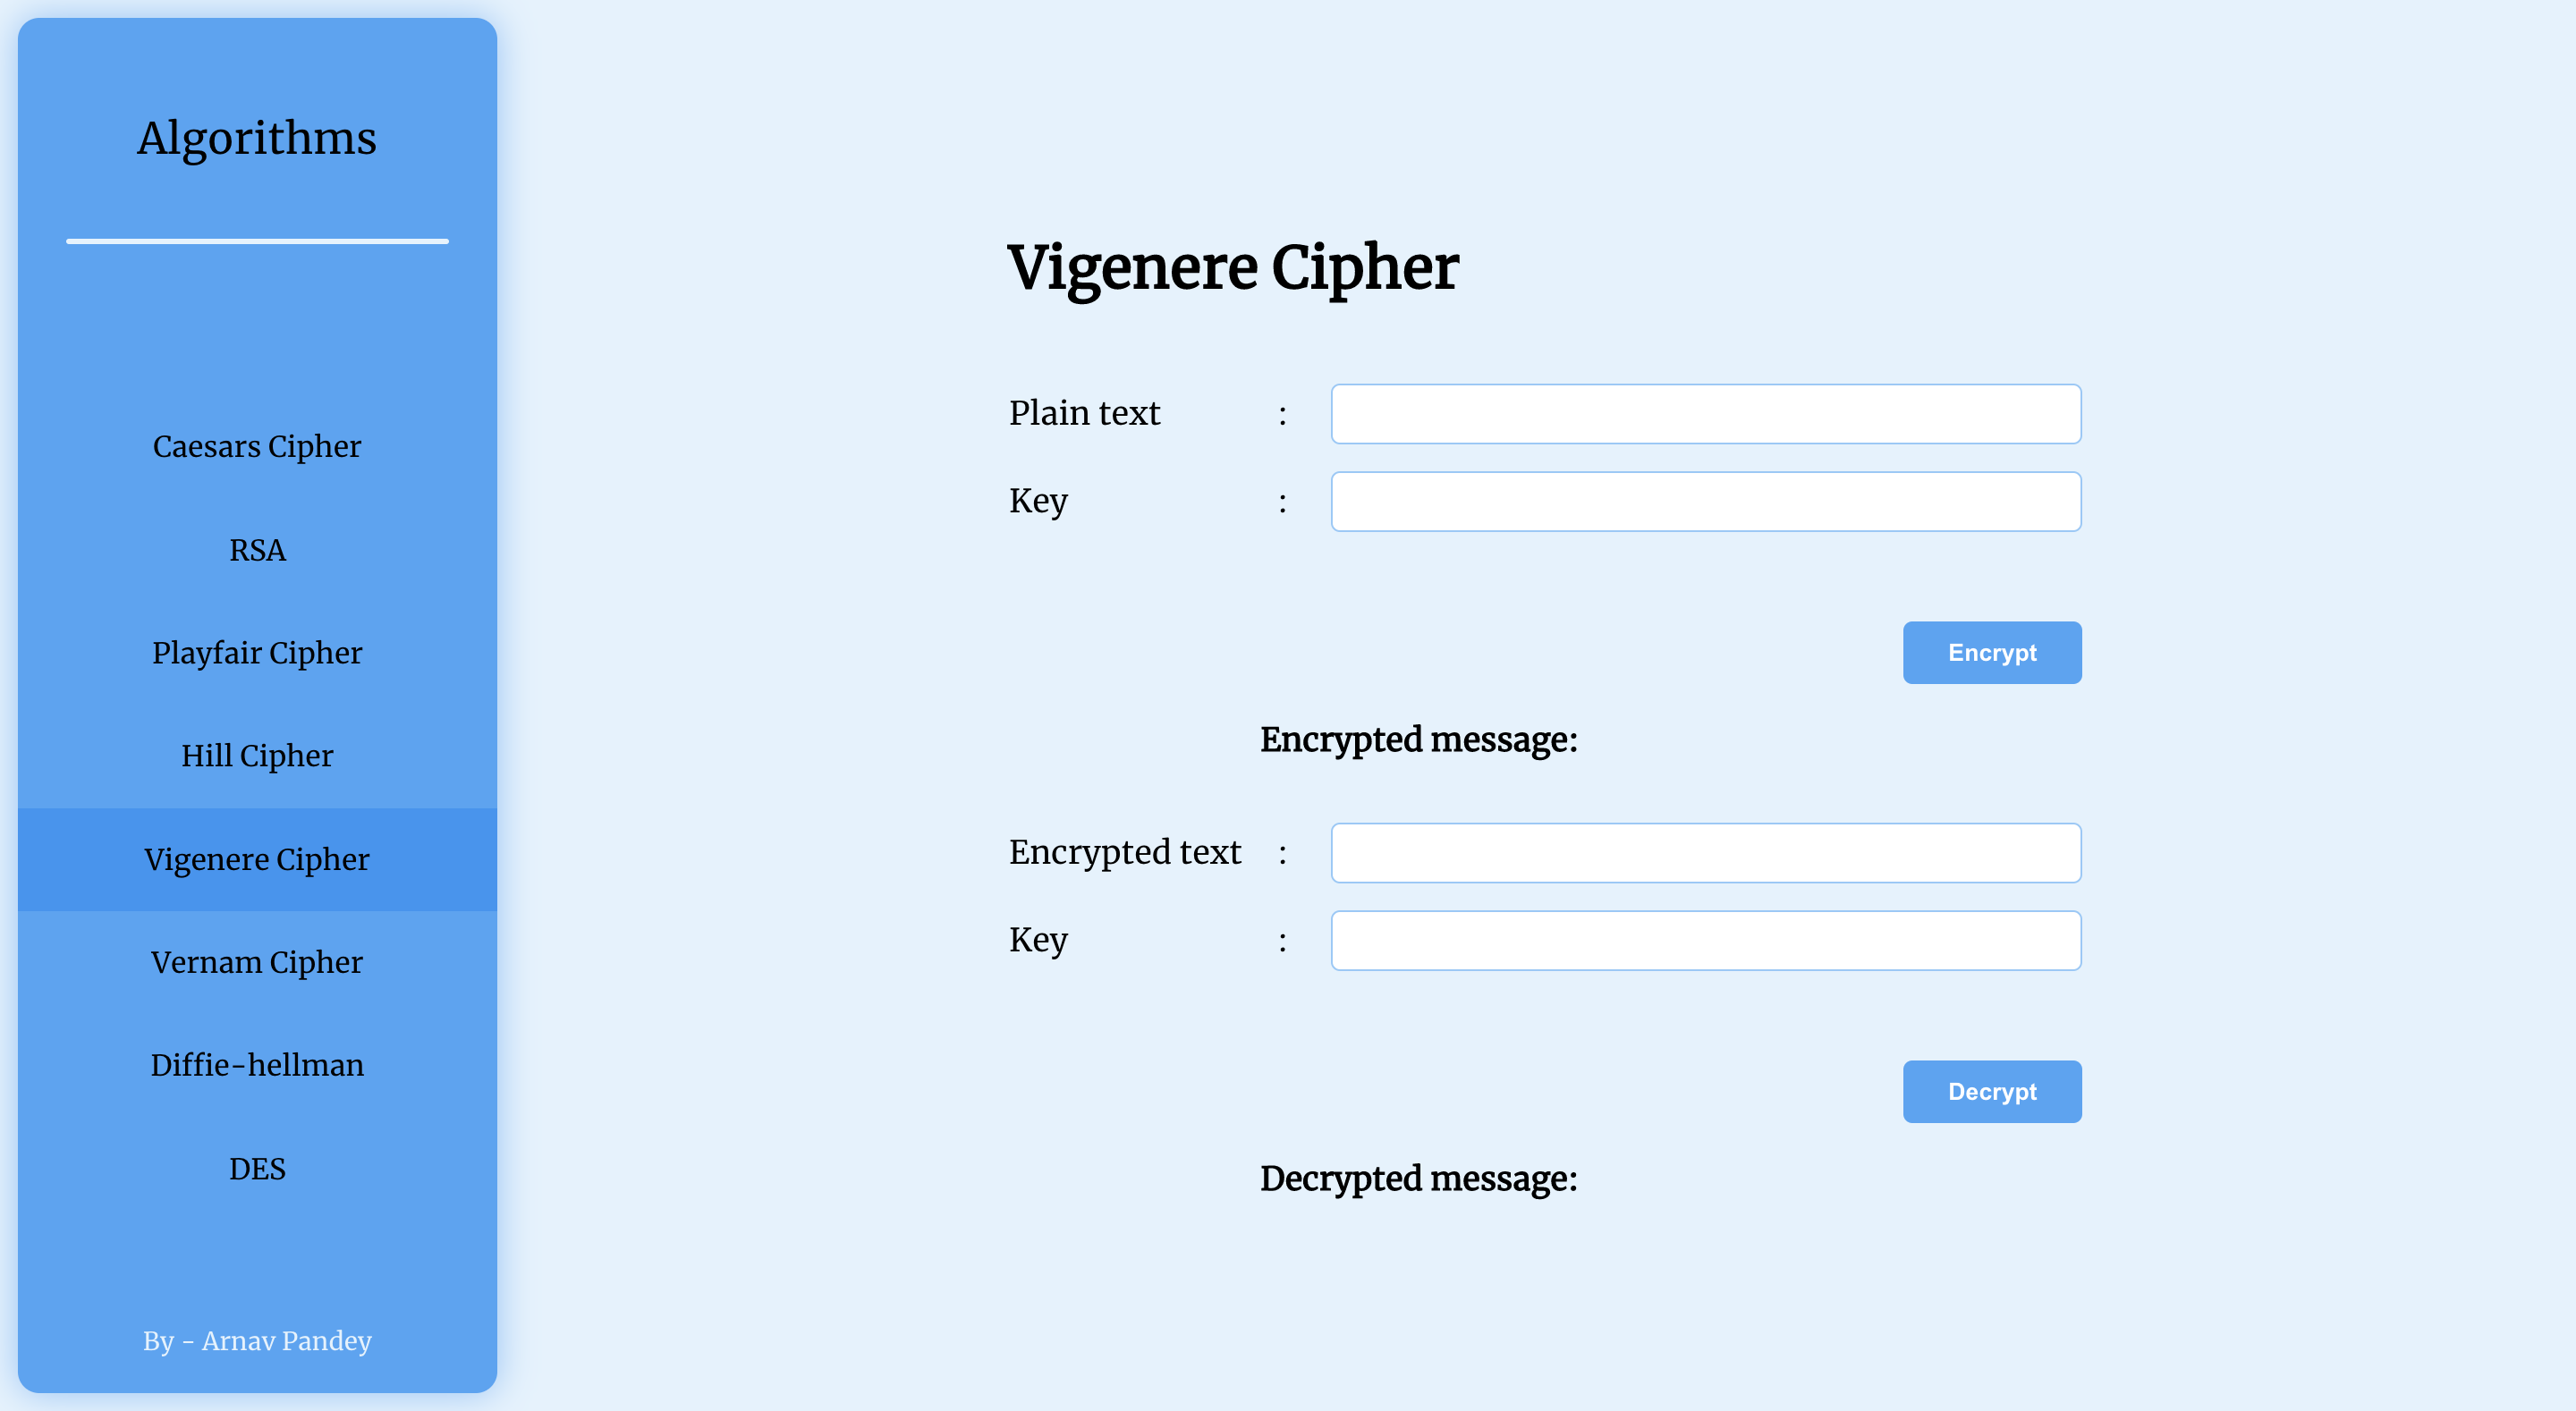 Algorithms
Caesars Cipher
RSA
Playfair Cipher
Hill Cipher
Vigenere Cipher
Vernam Cipher
Diffie-hellman
DES
By - Arnav Pandey
Vigenere Cipher
Plain text :
Key :
Encrypt
Encrypted message:
Encrypted text :
Key :
Decrypt
Decrypted message: